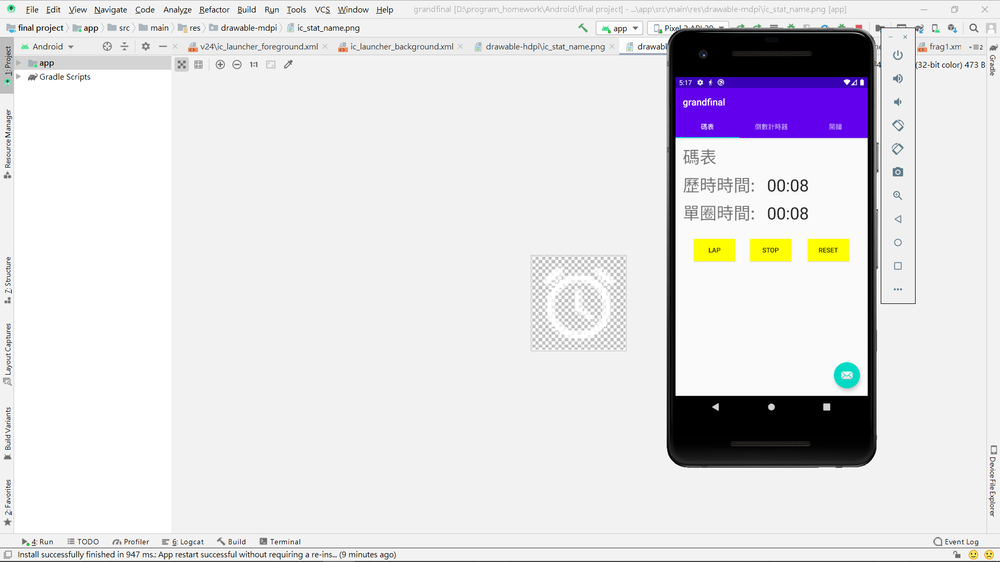 File Edit View Navigate Code Analyze Refactor Build Run Tools VCS Window Help grandfinal [D:\program_homework\Android\final project] - ...\app\src\main\res\drawable-mdpi\ic_stat_name.png [app]
final project app src main res drawable-mdpi ic_stat_name.png app
Android v24\ic_launcher_foreground.xml ic_launcher_background.xml drawable-hdpi\ic_stat_name.png frag1.xm 2
1:1 (32-bit color) 473 B
app
Gradle Scripts
1: Project
Resource Manager
7: Structure
Layout Captures
Build Variants
2: Favorites
5:17
grandfinal
碼表 倒數計時器 鬧鐘
碼表
歷時時間: 00:08
單圈時間: 00:08
LAP STOP RESET
Gradle
Device File Explorer
4: Run TODO Profiler 6: Logcat Build Terminal Event Log
Install successfully finished in 947 ms.: App restart successful without requiring a re-ins... (9 minutes ago)